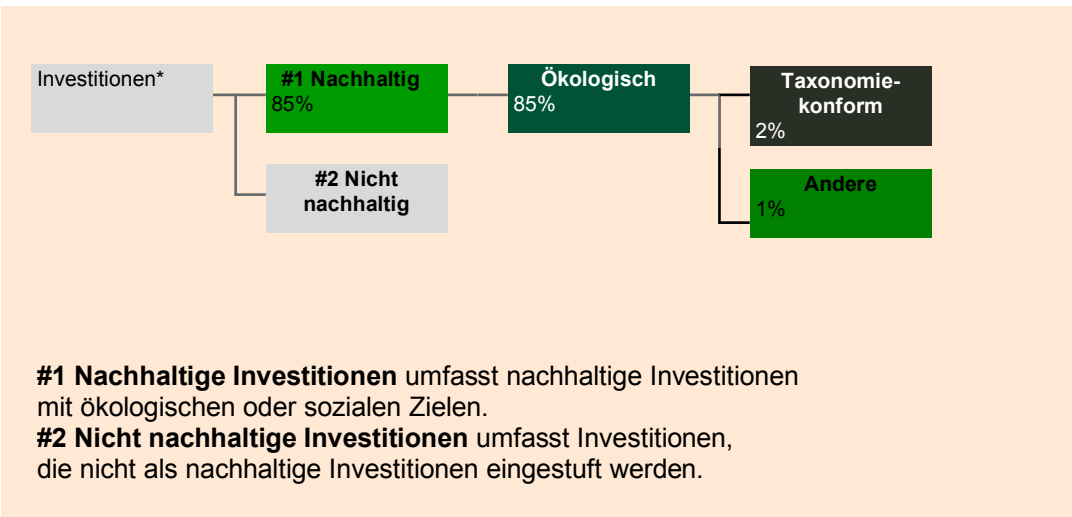 Investitionen*
#1 Nachhaltig
85%
Ökologisch
85%
Taxonomie-
konform
2%
#2 Nicht
nachhaltig
Andere
1%
#1 Nachhaltige Investitionen umfasst nachhaltige Investitionen
mit ökologischen oder sozialen Zielen.
#2 Nicht nachhaltige Investitionen umfasst Investitionen,
die nicht als nachhaltige Investitionen eingestuft werden.